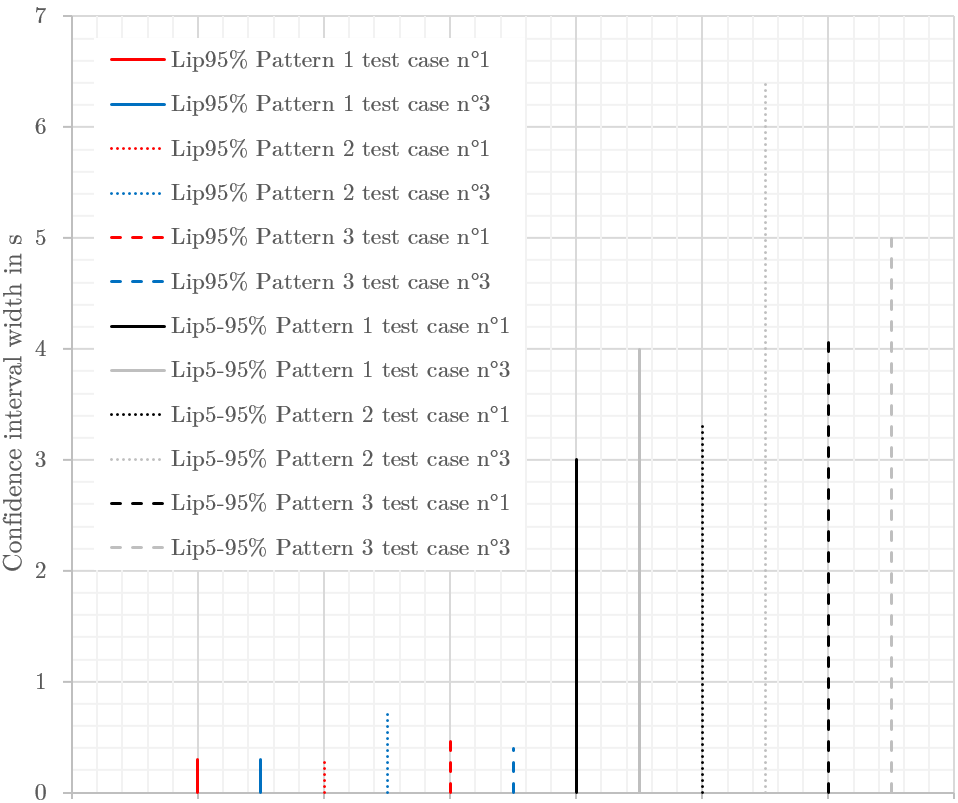 7
6
5
4
3
2
1
0
Confidence interval width in s
Lip95% Pattern 1 test case n°1
Lip95% Pattern 1 test case n°3
Lip95% Pattern 2 test case n°1
Lip95% Pattern 2 test case n°3
Lip95% Pattern 3 test case n°1
Lip95% Pattern 3 test case n°3
Lip5-95% Pattern 1 test case n°1
Lip5-95% Pattern 1 test case n°3
Lip5-95% Pattern 2 test case n°1
Lip5-95% Pattern 2 test case n°3
Lip5-95% Pattern 3 test case n°1
Lip5-95% Pattern 3 test case n°3